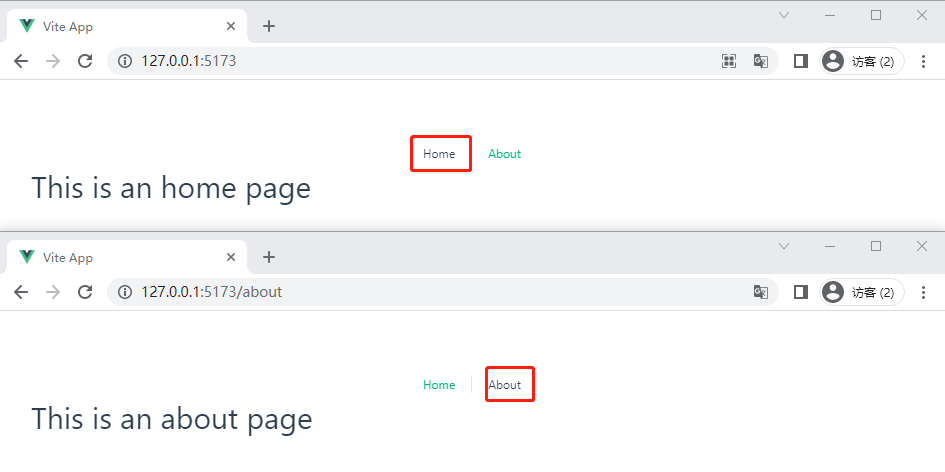 Vite App
127.0.0.1:5173
访客 (2)
Home About
This is an home page
Vite App
127.0.0.1:5173/about
访客 (2)
Home About
This is an about page